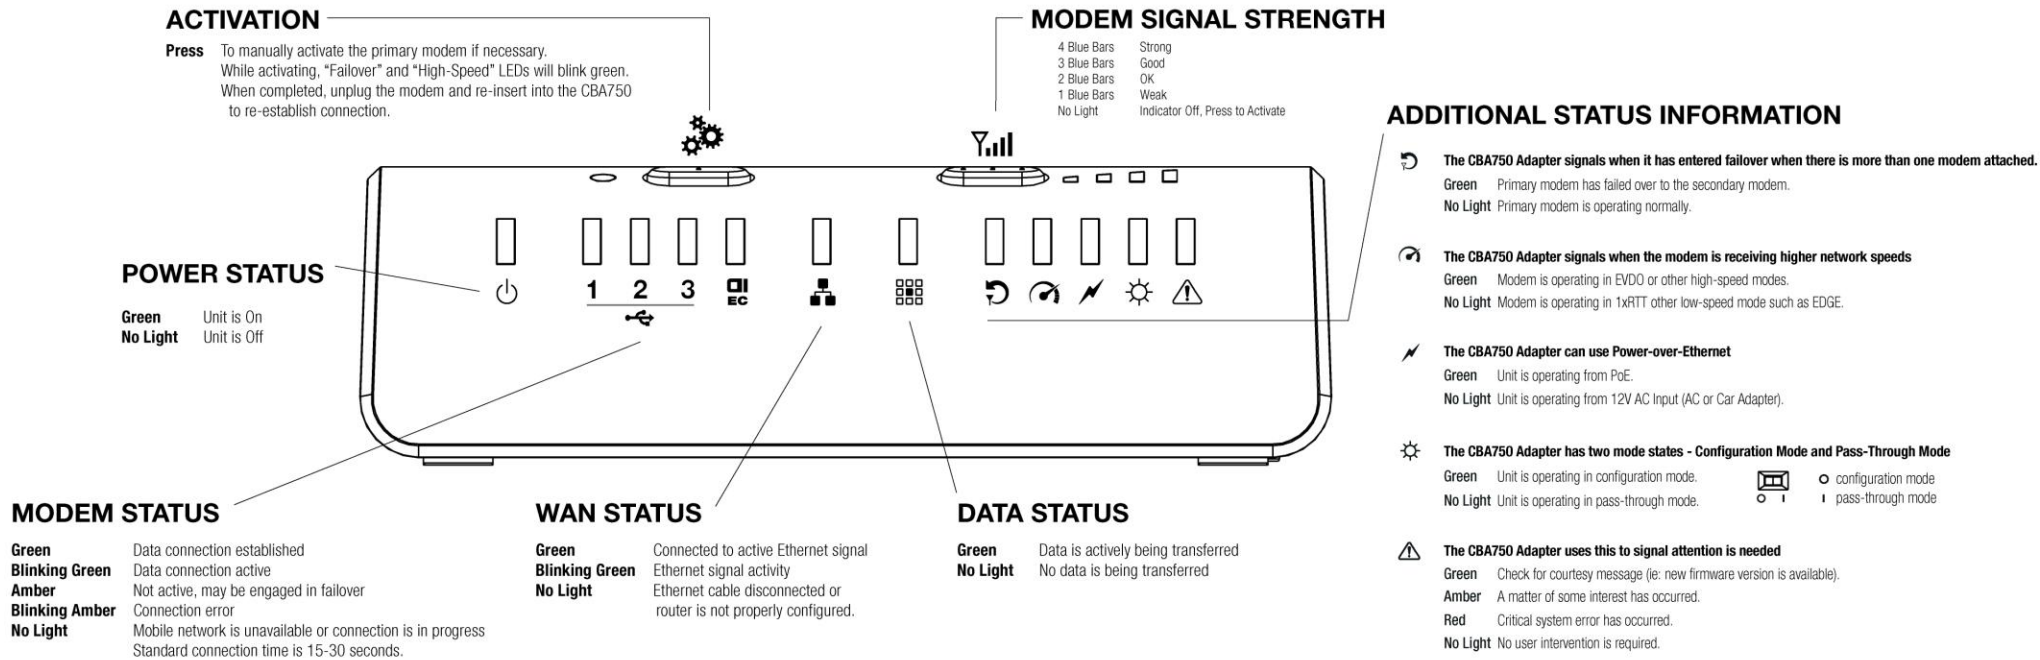 ACTIVATION
Press To manually activate the primary modem if necessary.
While activating, “Failover” and “High-Speed” LEDs will blink green.
When completed, unplug the modem and re-insert into the CBA750
to re-establish connection.
MODEM SIGNAL STRENGTH
4 Blue Bars Strong
3 Blue Bars Good
2 Blue Bars OK
1 Blue Bars Weak
No Light Indicator Off, Press to Activate
POWER STATUS
Green Unit is On
No Light Unit is Off
1 2 3 EC
MODEM STATUS
Green Data connection established
Blinking Green Data connection active
Amber Not active, may be engaged in failover
Blinking Amber Connection error
No Light Mobile network is unavailable or connection is in progress
Standard connection time is 15-30 seconds.
WAN STATUS
Green Connected to active Ethernet signal
Blinking Green Ethernet signal activity
No Light Ethernet cable disconnected or
router is not properly configured.
DATA STATUS
Green Data is actively being transferred
No Light No data is being transferred
ADDITIONAL STATUS INFORMATION
The CBA750 Adapter signals when it has entered failover when there is more than one modem attached.
Green Primary modem has failed over to the secondary modem.
No Light Primary modem is operating normally.
The CBA750 Adapter signals when the modem is receiving higher network speeds
Green Modem is operating in EVDO or other high-speed modes.
No Light Modem is operating in 1xRTT other low-speed mode such as EDGE.
The CBA750 Adapter can use Power-over-Ethernet
Green Unit is operating from PoE.
No Light Unit is operating from 12V AC Input (AC or Car Adapter).
The CBA750 Adapter has two mode states - Configuration Mode and Pass-Through Mode
Green Unit is operating in configuration mode.
No Light Unit is operating in pass-through mode.
O configuration mode
O I I pass-through mode
The CBA750 Adapter uses this to signal attention is needed
Green Check for courtesy message (ie: new firmware version is available).
Amber A matter of some interest has occurred.
Red Critical system error has occurred.
No Light No user intervention is required.